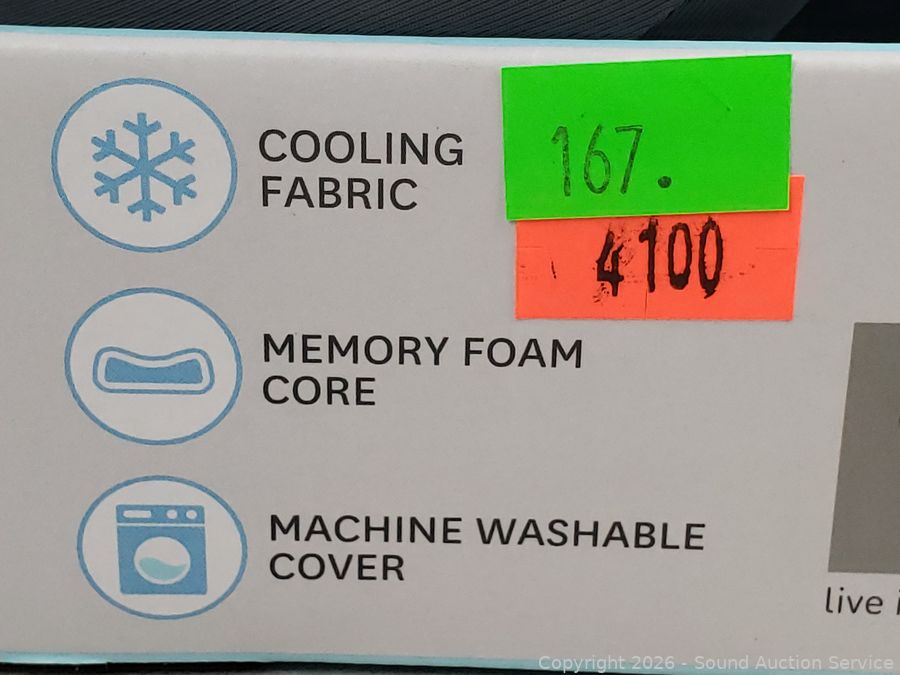 COOLING
FABRIC
167.
4100
MEMORY FOAM
CORE
MACHINE WASHABLE
COVER
live
Copyright 2026 - Sound Auction Service